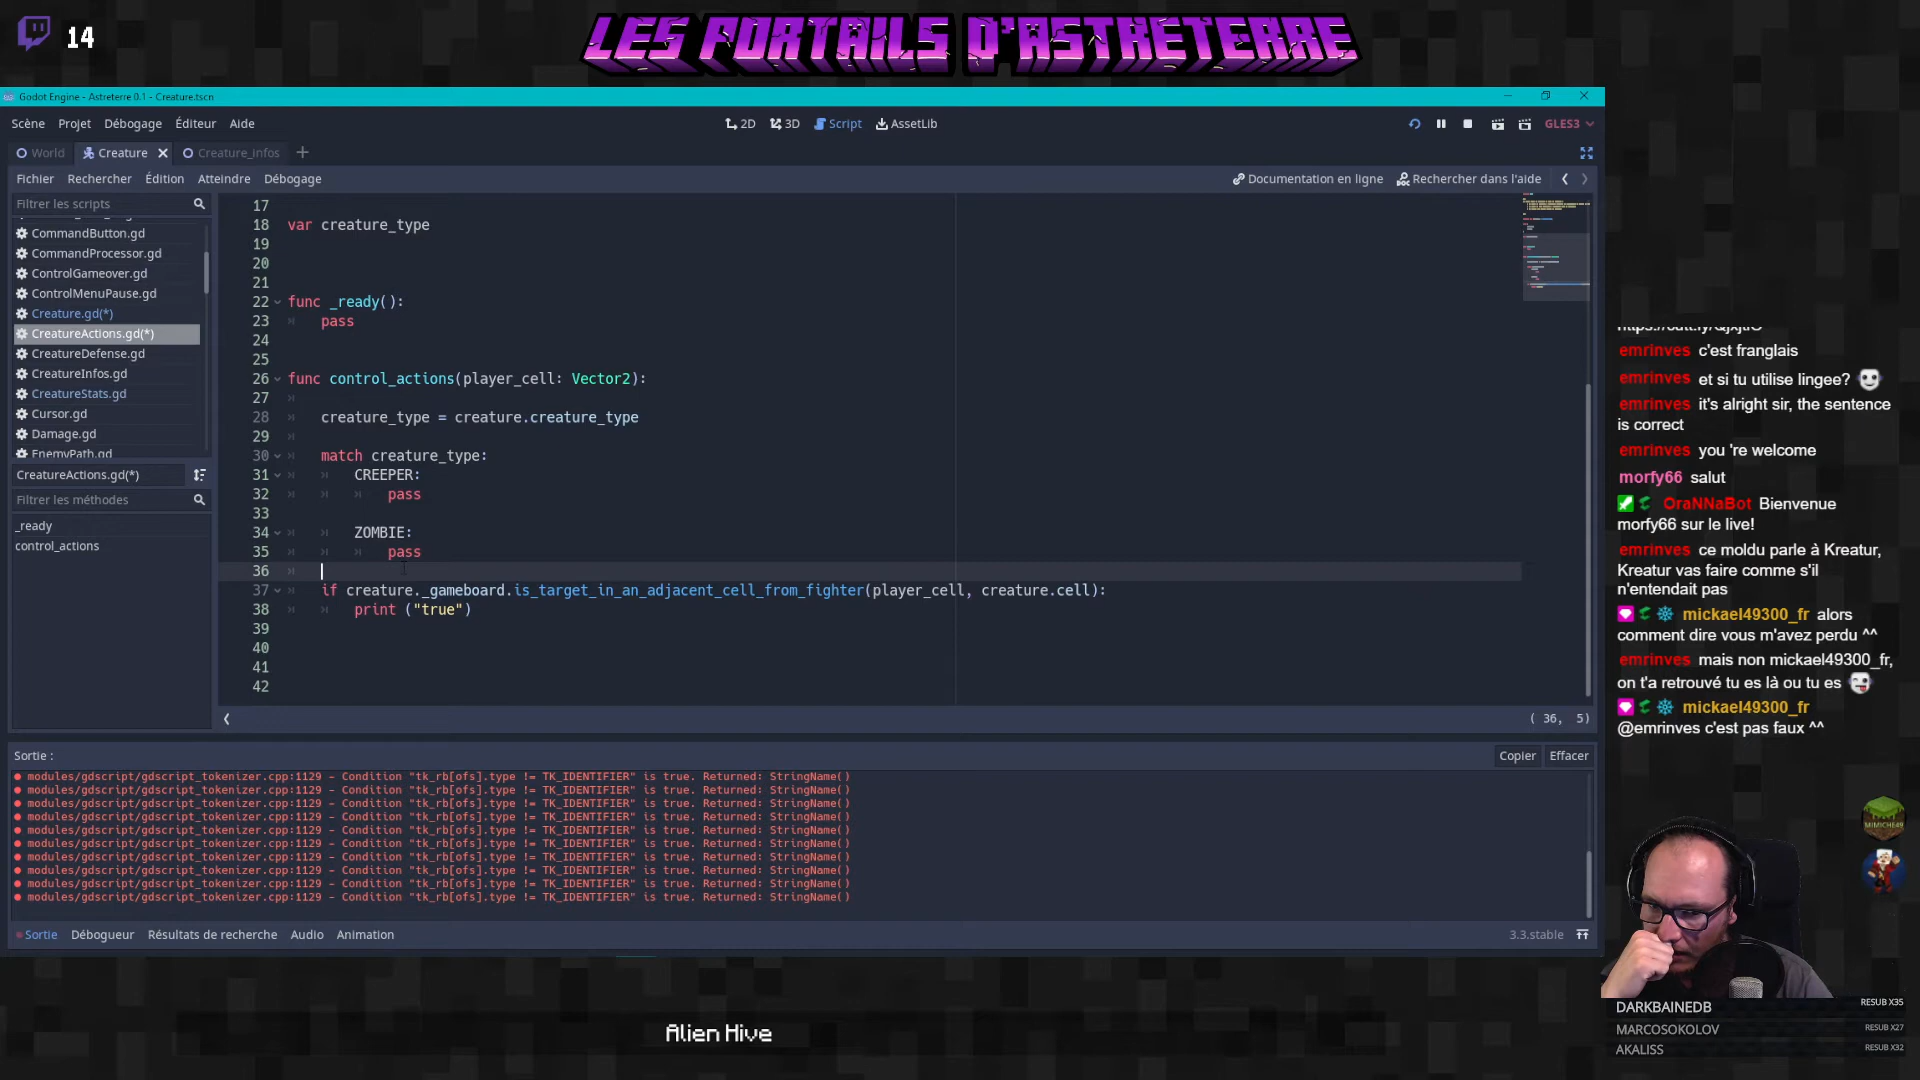 14
LES PORTAILS D'ASTRÉTERRE
Godot Engine - Astreterre 0.1 - Creature.tscn
Scène Projet Débogage Éditeur Aide
2D 3D Script AssetLib
GLES3
World Creature Creature_infos
Fichier Rechercher Édition Atteindre Débogage
Documentation en ligne Rechercher dans l'aide
Filtrer les scripts
CommandButton.gd
CommandProcessor.gd
ControlGameover.gd
ControlMenuPause.gd
Creature.gd(*)
CreatureActions.gd(*)
CreatureDefense.gd
CreatureInfos.gd
CreatureStats.gd
Cursor.gd
Damage.gd
EnemyPath.gd
CreatureActions.gd(*)
Filtrer les méthodes
_ready
control_actions
17
18 var creature_type
19
20
21
22 func _ready():
23 pass
24
25
26 func control_actions(player_cell: Vector2):
27
28 creature_type = creature.creature_type
29
30 match creature_type:
31 CREEPER:
32 pass
33
34 ZOMBIE:
35 pass
36
37 if creature._gameboard.is_target_in_an_adjacent_cell_from_fighter(player_cell, creature.cell):
38 print ("true")
39
40
41
42
( 36, 5)
Sortie :
Copier Effacer
modules/gdscript/gdscript_tokenizer.cpp:1129 - Condition "tk_rb[ofs].type != TK_IDENTIFIER" is true. Returned: StringName()
modules/gdscript/gdscript_tokenizer.cpp:1129 - Condition "tk_rb[ofs].type != TK_IDENTIFIER" is true. Returned: StringName()
modules/gdscript/gdscript_tokenizer.cpp:1129 - Condition "tk_rb[ofs].type != TK_IDENTIFIER" is true. Returned: StringName()
modules/gdscript/gdscript_tokenizer.cpp:1129 - Condition "tk_rb[ofs].type != TK_IDENTIFIER" is true. Returned: StringName()
modules/gdscript/gdscript_tokenizer.cpp:1129 - Condition "tk_rb[ofs].type != TK_IDENTIFIER" is true. Returned: StringName()
modules/gdscript/gdscript_tokenizer.cpp:1129 - Condition "tk_rb[ofs].type != TK_IDENTIFIER" is true. Returned: StringName()
modules/gdscript/gdscript_tokenizer.cpp:1129 - Condition "tk_rb[ofs].type != TK_IDENTIFIER" is true. Returned: StringName()
modules/gdscript/gdscript_tokenizer.cpp:1129 - Condition "tk_rb[ofs].type != TK_IDENTIFIER" is true. Returned: StringName()
modules/gdscript/gdscript_tokenizer.cpp:1129 - Condition "tk_rb[ofs].type != TK_IDENTIFIER" is true. Returned: StringName()
modules/gdscript/gdscript_tokenizer.cpp:1129 - Condition "tk_rb[ofs].type != TK_IDENTIFIER" is true. Returned: StringName()
Sortie Débogueur Résultats de recherche Audio Animation
3.3.stable
emrinves c'est franglais
emrinves et si tu utilise lingee?
emrinves it's alright sir, the sentence
is correct
emrinves you 're welcome
morfy66 salut
OraNNaBot Bienvenue
morfy66 sur le live!
emrinves ce moldu parle à Kreatur,
Kreatur vas faire comme s'il
n'entendait pas
mickael49300_fr alors
comment dire vous m'avez perdu ^^
emrinves mais non mickael49300_fr,
on t'a retrouvé tu es là ou tu es
mickael49300_fr
@emrinves c'est pas faux ^^
MIMICHE49
DARKBAINEDB RESUB X35
MARCOSOKOLOV RESUB X27
AKALISS RESUB X32
Alien Hive